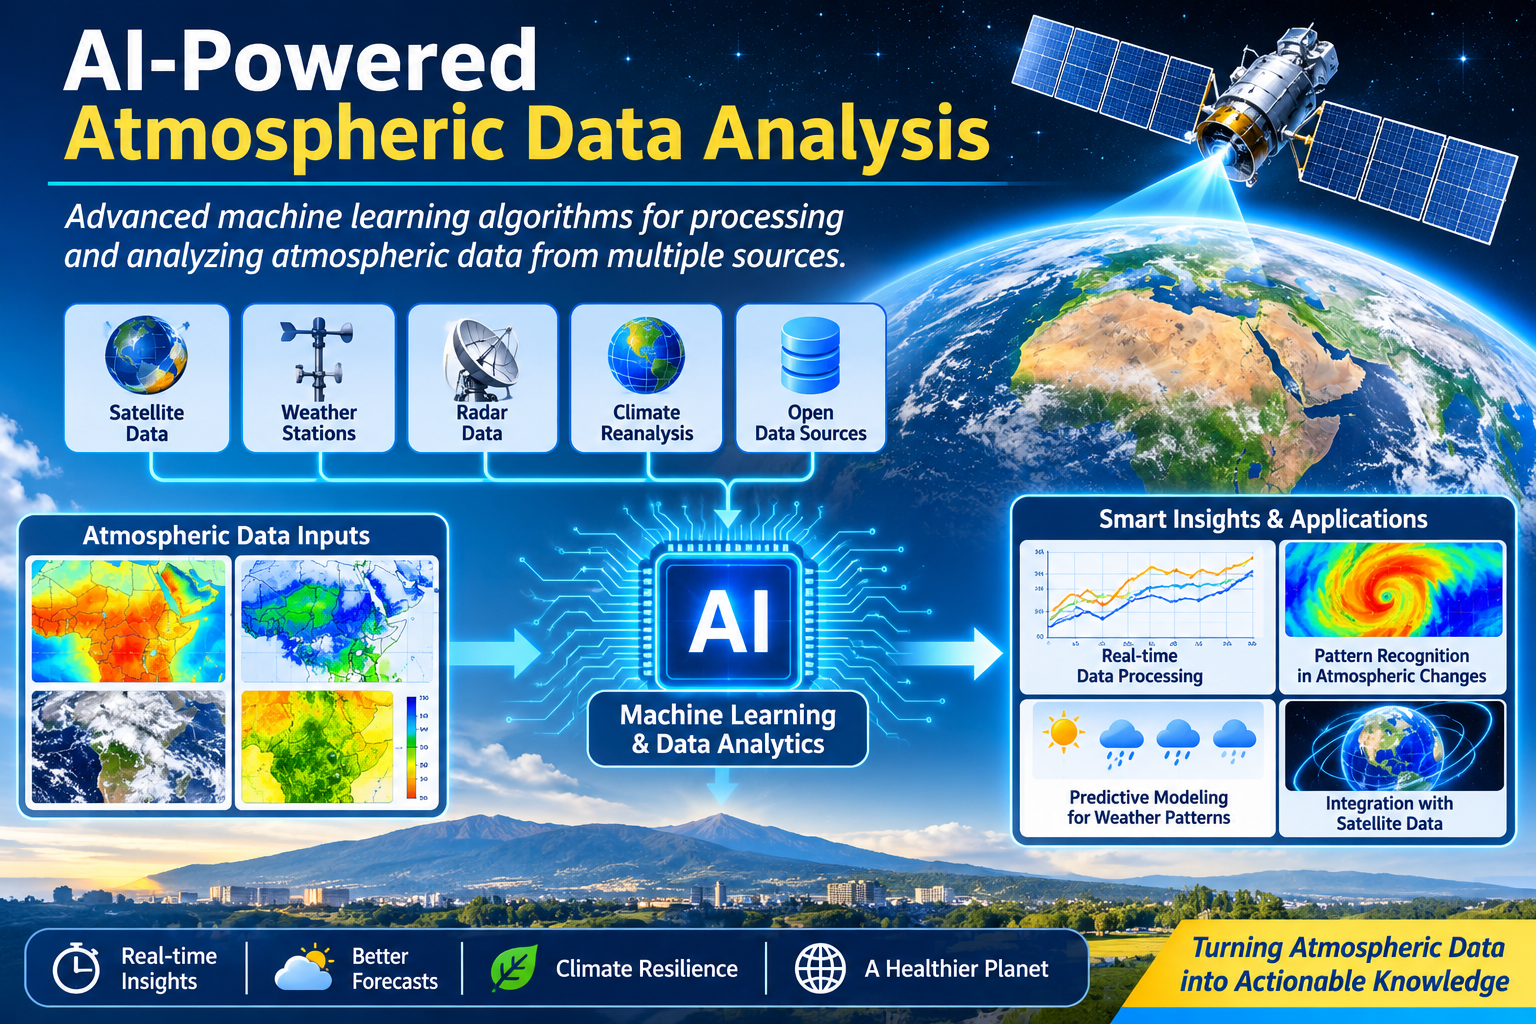 AI-Powered
Atmospheric Data Analysis
Advanced machine learning algorithms for processing
and analyzing atmospheric data from multiple sources.
Satellite
Data
Weather
Stations
Radar
Data
Climate
Reanalysis
Open
Data Sources
Atmospheric Data Inputs
AI
Machine Learning
& Data Analytics
Smart Insights & Applications
Real-time
Data Processing
Pattern Recognition
in Atmospheric Changes
Predictive Modeling
for Weather Patterns
Integration with
Satellite Data
Real-time
Insights
Better
Forecasts
Climate Resilience
A Healthier Planet
Turning Atmospheric Data
into Actionable Knowledge